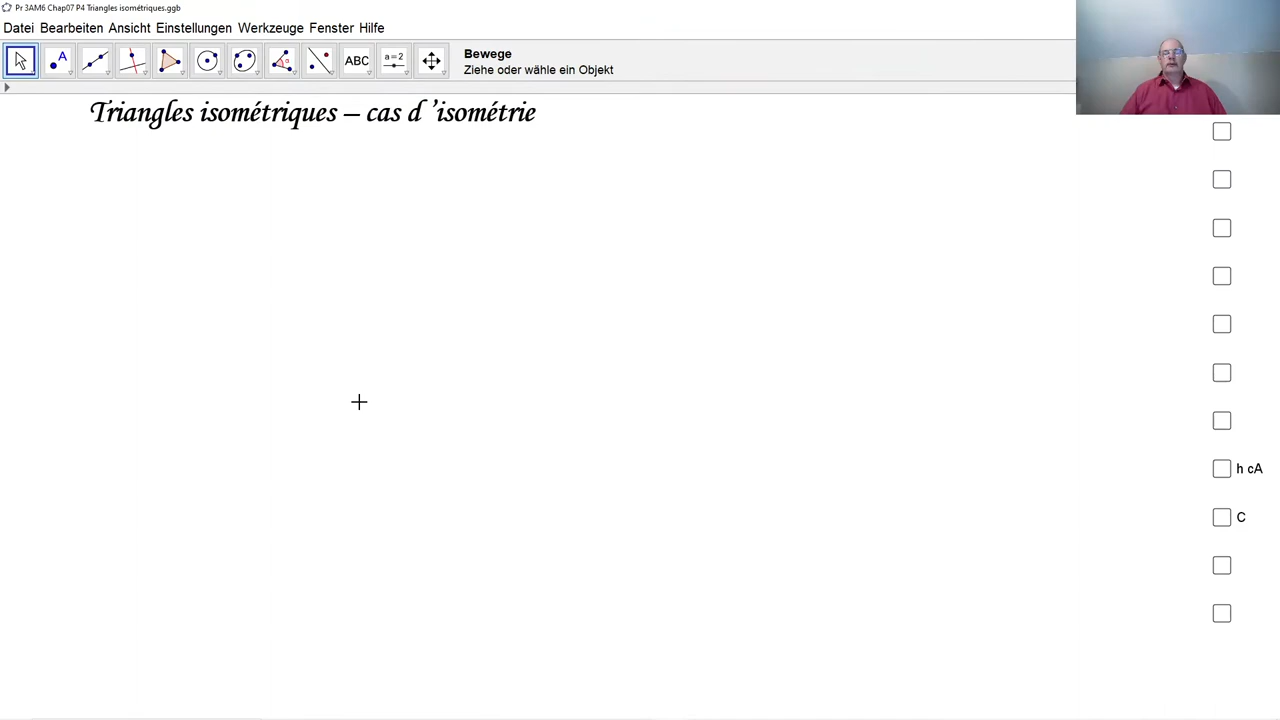 Pr 3AM6 Chap07 P4 Triangles isométriques.ggb
Datei Bearbeiten Ansicht Einstellungen Werkzeuge Fenster Hilfe
A
ABC
a=2
Bewege
Ziehe oder wähle ein Objekt
Triangles isométriques – cas d ’isométrie
h cA
C